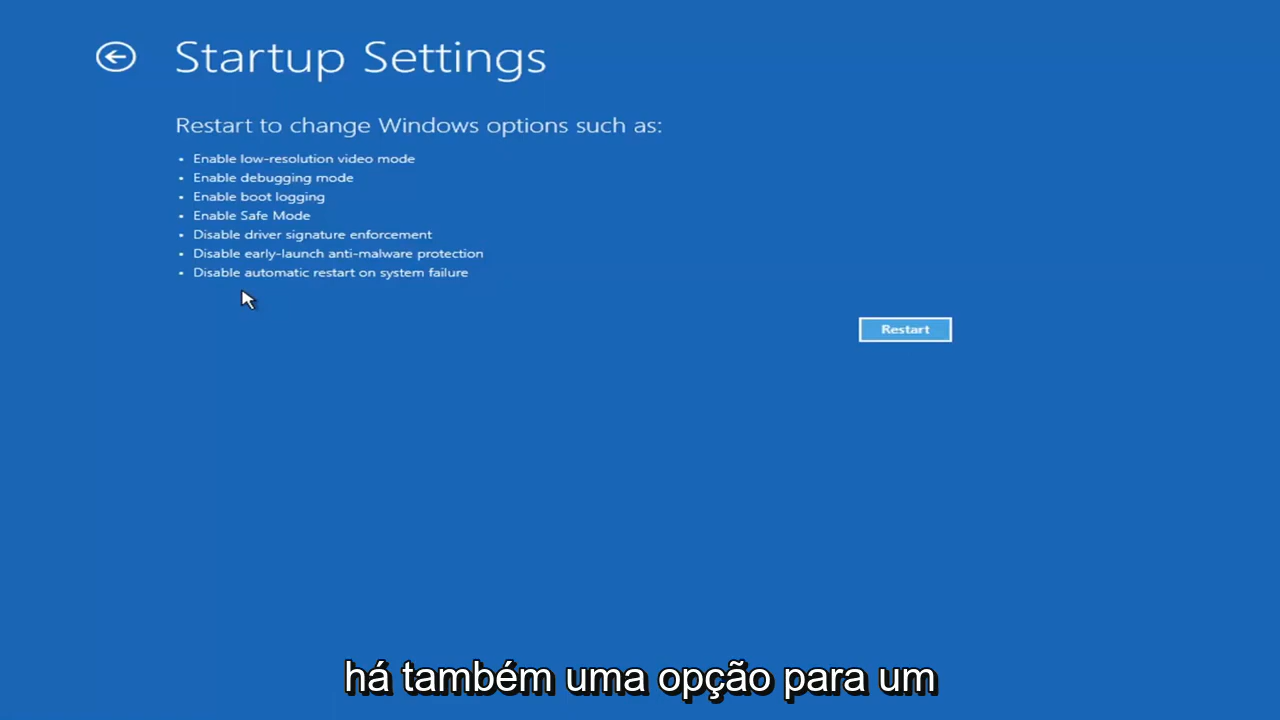 Startup Settings
Restart to change Windows options such as:
• Enable low-resolution video mode
• Enable debugging mode
• Enable boot logging
• Enable Safe Mode
• Disable driver signature enforcement
• Disable early-launch anti-malware protection
• Disable automatic restart on system failure
Restart
há também uma opção para um